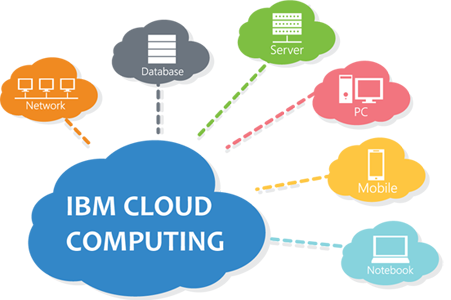 Network
Database
Server
PC
Mobile
Notebook
IBM CLOUD
COMPUTING